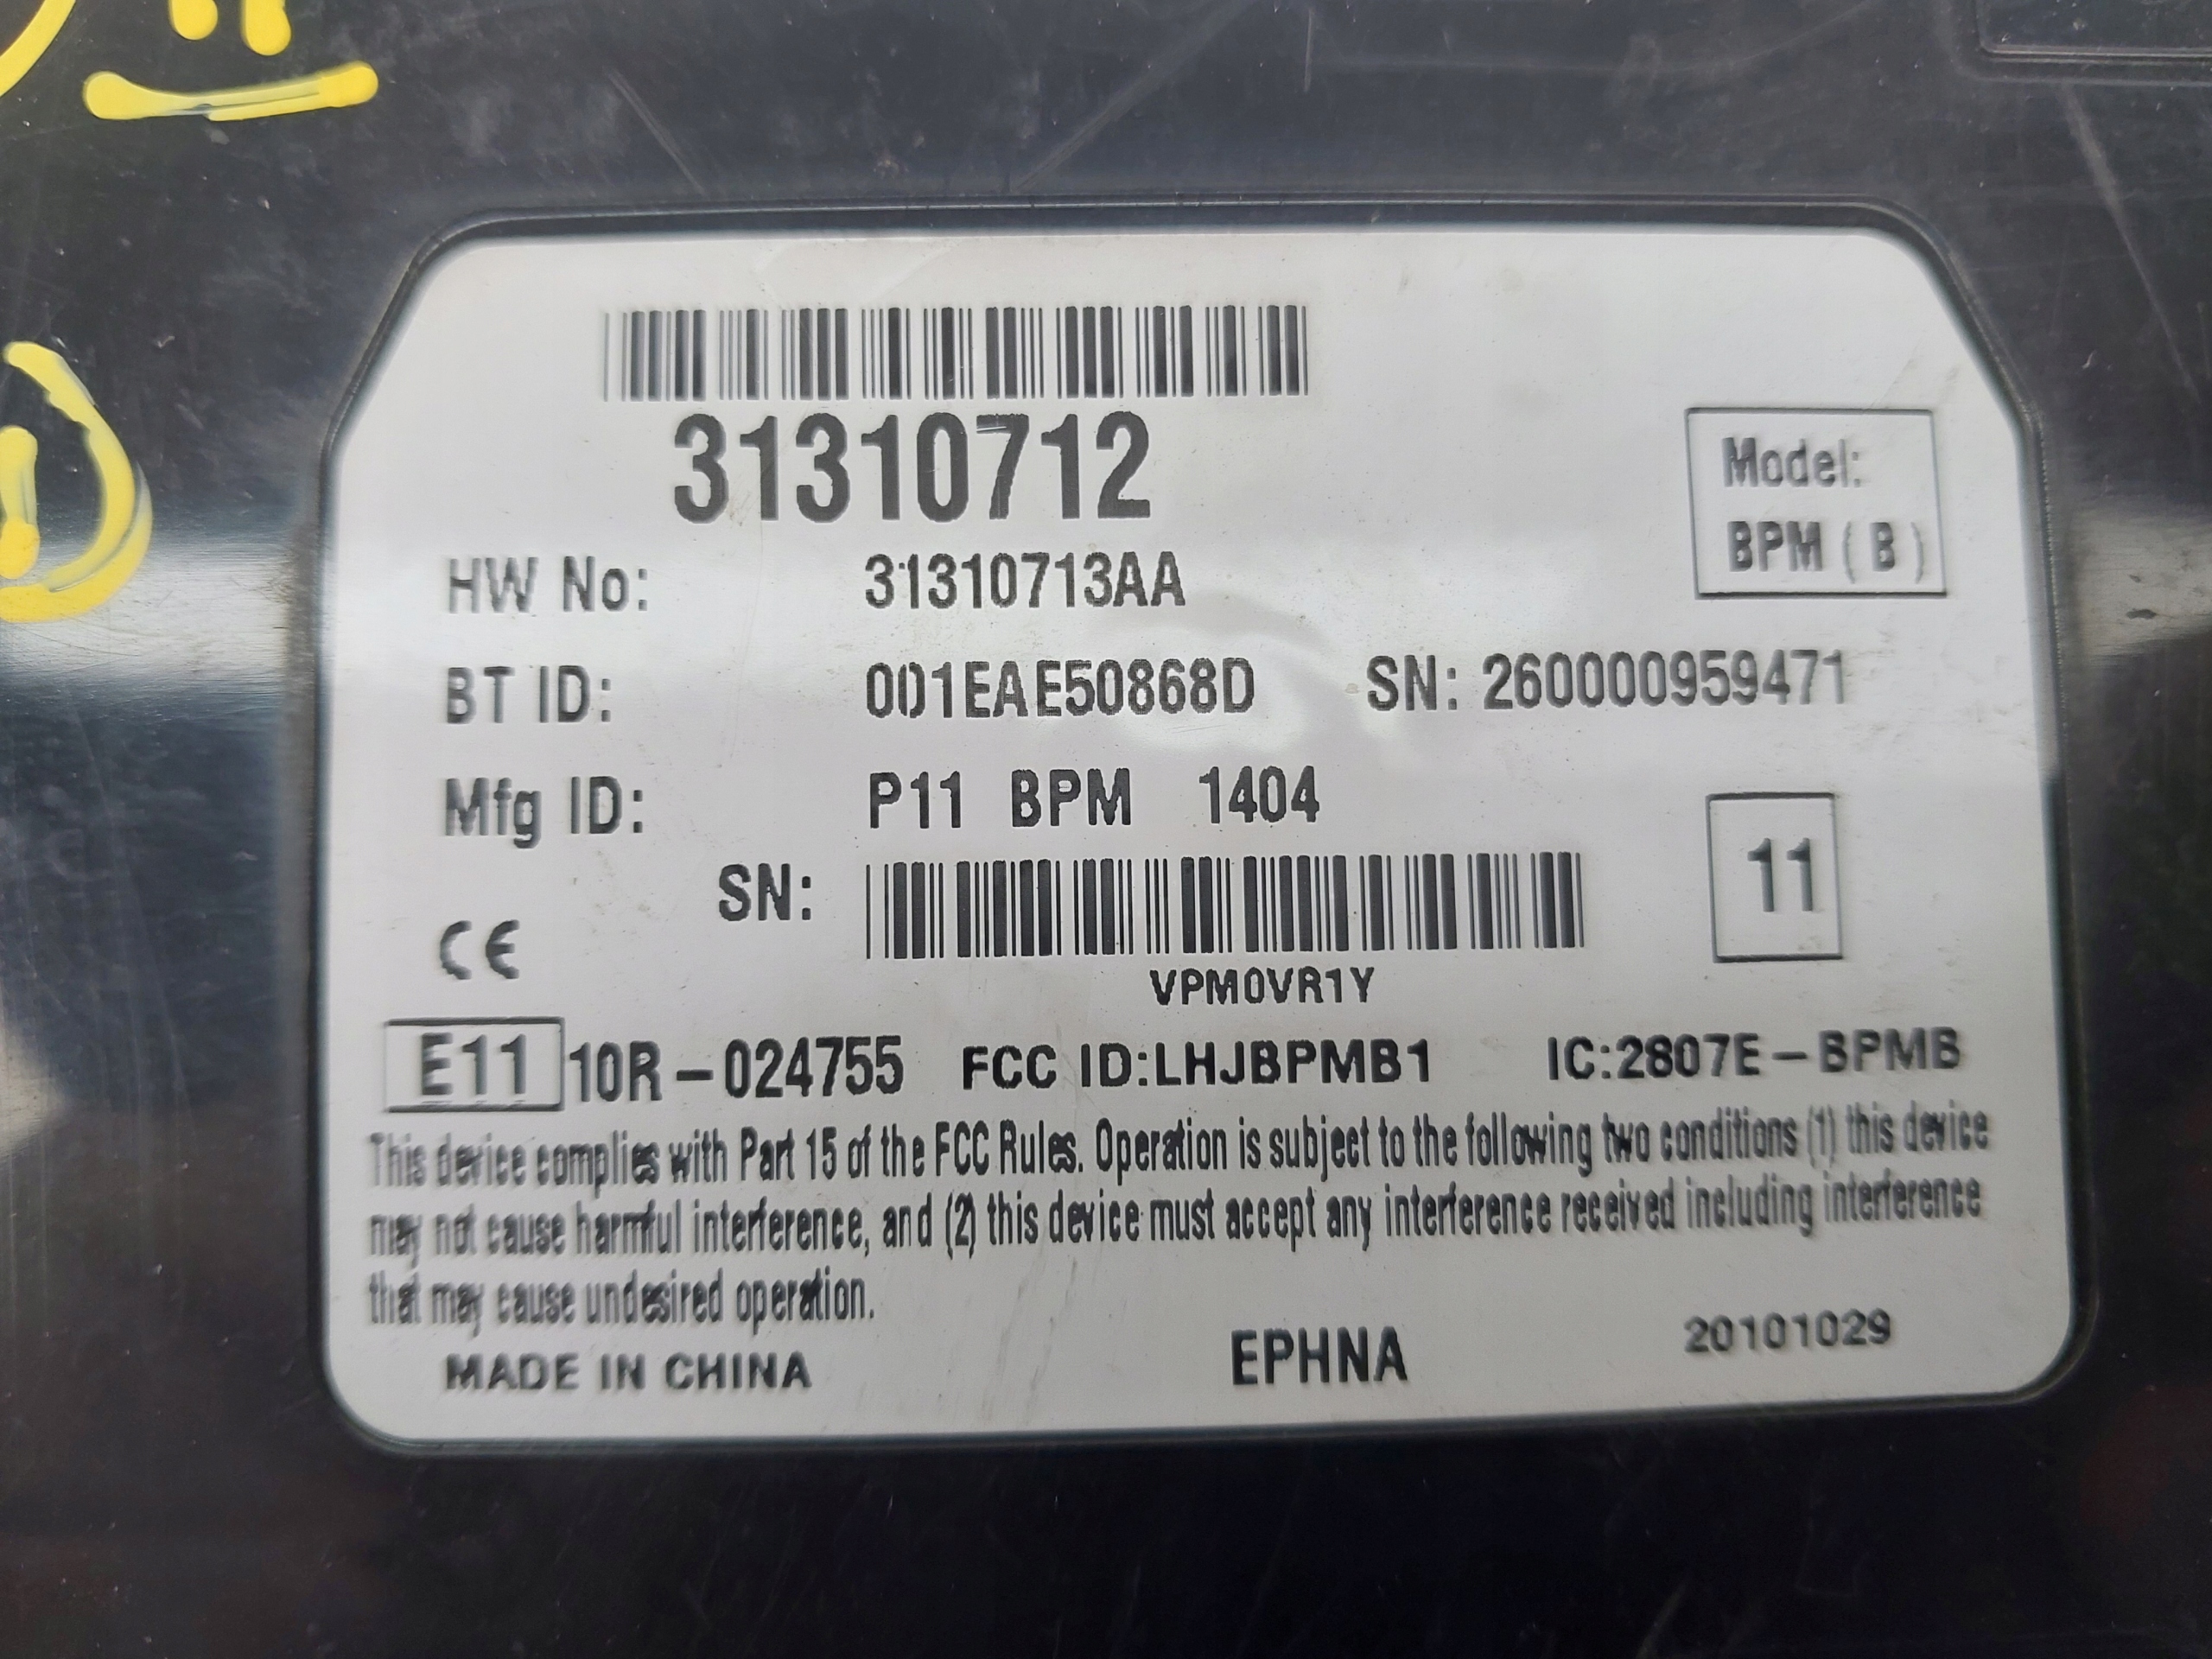 31310712
Model:
BPM ( B )
HW No: 31310713AA
BT ID: 001EAE50868D SN: 260000959471
Mfg ID: P11 BPM 1404
11
SN:
VPM0VR1Y
CE
E11 10R-024755 FCC ID:LHJBPMB1 IC:2807E-BPMB
This device complies with Part 15 of the FCC Rules. Operation is subject to the following two conditions (1) this device
may not cause harmful interference, and (2) this device must accept any interference received including interference
that may cause undesired operation.
MADE IN CHINA EPHNA 20101029